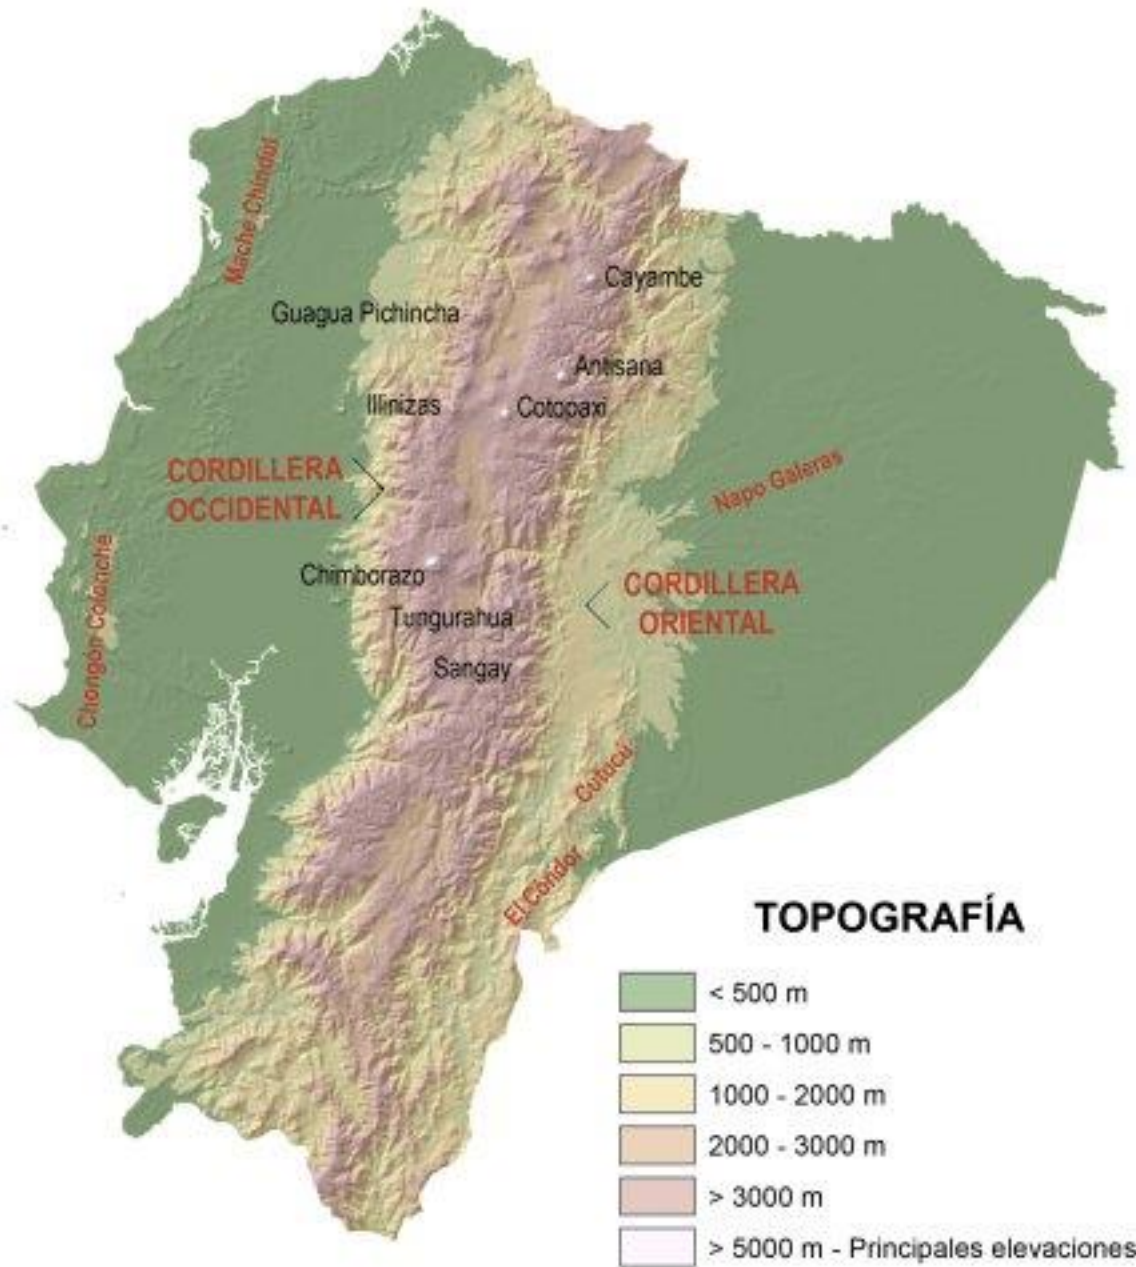 Mache Chindul
Cayambe
Guagua Pichincha
Antisana
Illinizas
Cotopaxi
CORDILLERA
OCCIDENTAL
Napo Galeras
Chongón Colonche
Chimborazo
CORDILLERA
ORIENTAL
Tungurahua
Sangay
Cutucú
El Cóndor
TOPOGRAFÍA
< 500 m
500 - 1000 m
1000 - 2000 m
2000 - 3000 m
> 3000 m
> 5000 m - Principales elevaciones